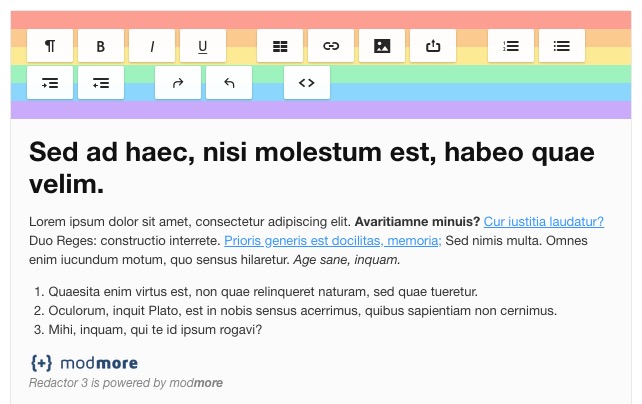 ¶ B I U
Sed ad haec, nisi molestum est, habeo quae
velim.
Lorem ipsum dolor sit amet, consectetur adipiscing elit. Avaritiamne minuis? Cur iustitia laudatur?
Duo Reges: constructio interrete. Prioris generis est docilitas, memoria; Sed nimis multa. Omnes
enim iucundum motum, quo sensus hilaretur. Age sane, inquam.
1. Quaesita enim virtus est, non quae relinqueret naturam, sed quae tueretur.
2. Oculorum, inquit Plato, est in nobis sensus acerrimus, quibus sapientiam non cernimus.
3. Mihi, inquam, qui te id ipsum rogavi?
{+} modmore
Redactor 3 is powered by modmore